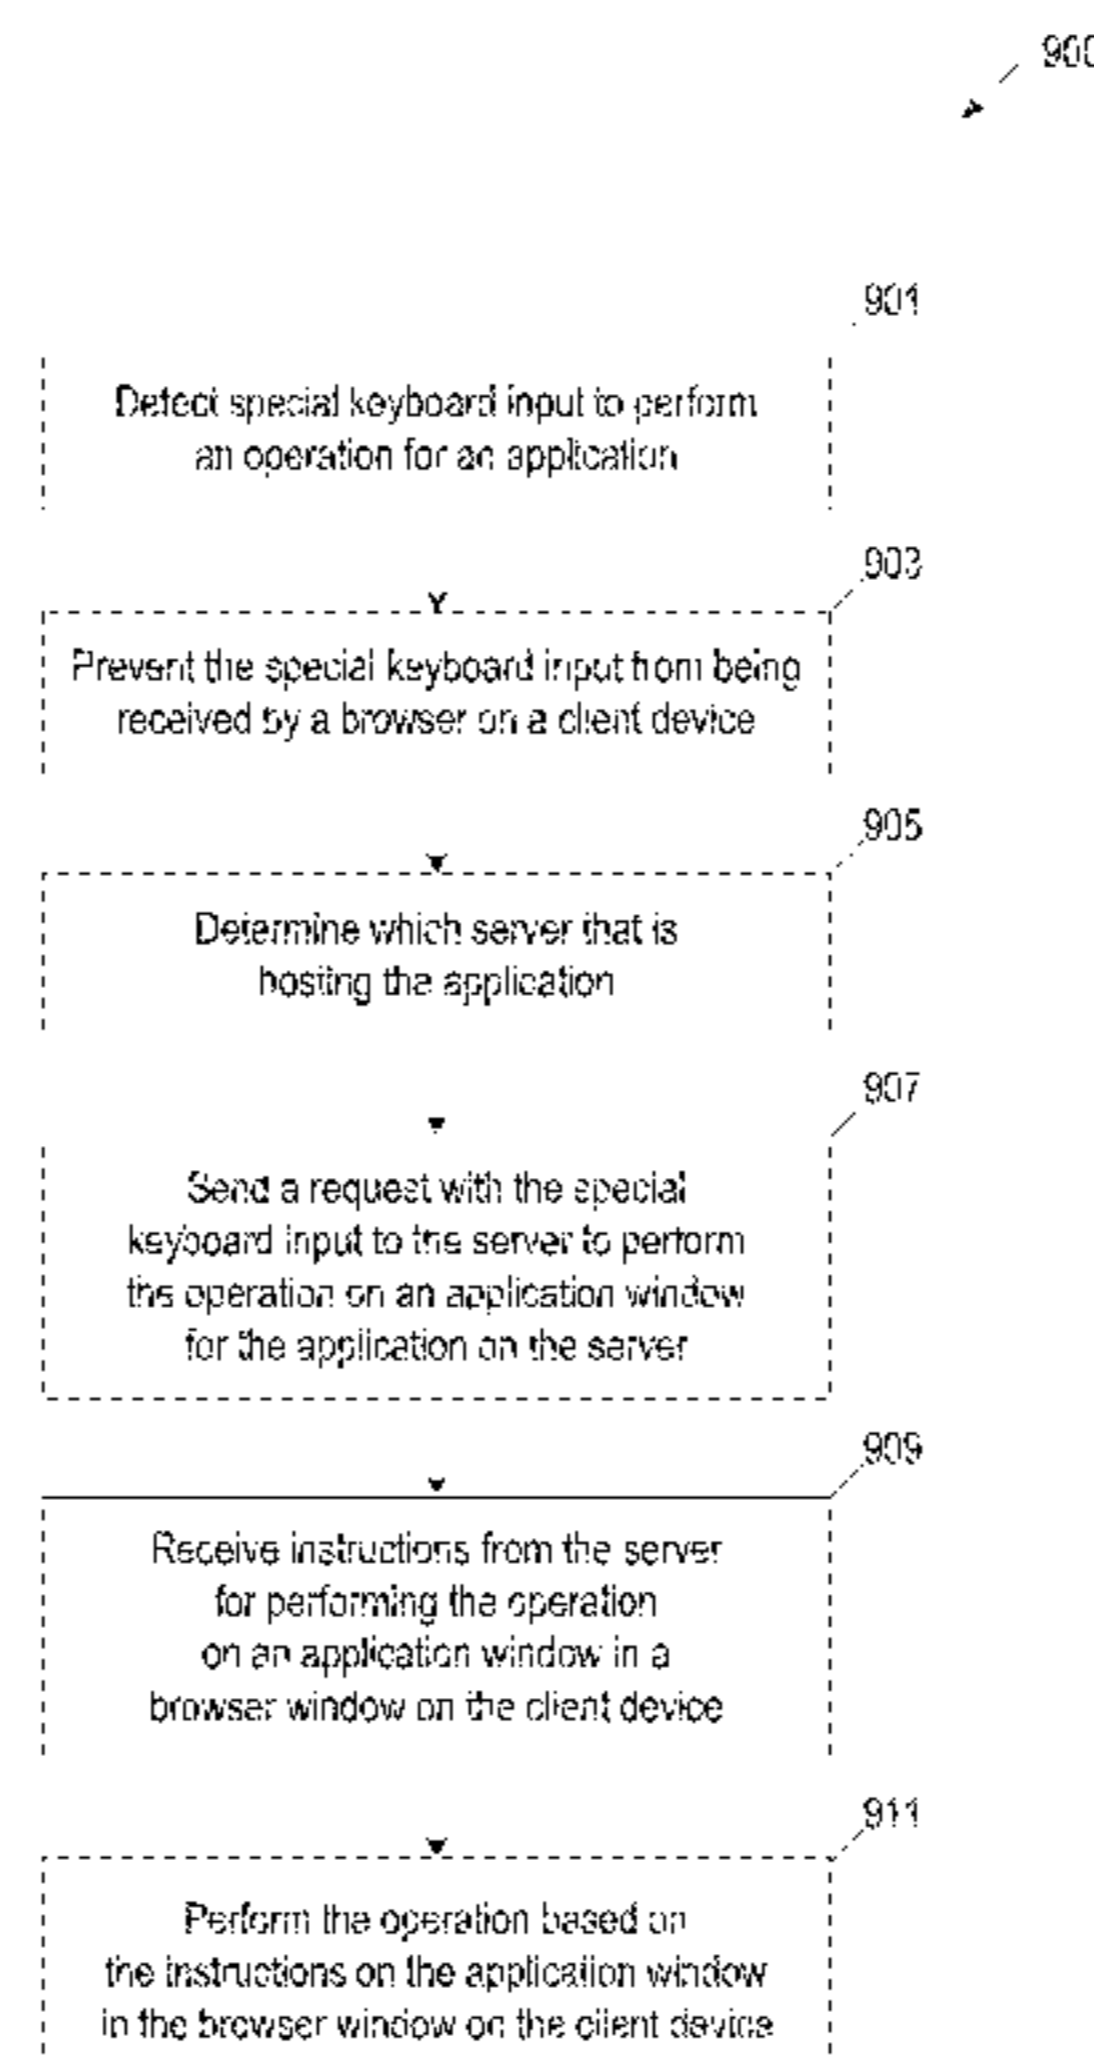 900
901
Detect special keyboard input to perform
an operation for an application
903
Prevent the special keyboard input from being
received by a browser on a client device
905
Determine which server that is
hosting the application
907
Send a request with the special
keyboard input to the server to perform
the operation on an application window
for the application on the server
909
Receive instructions from the server
for performing the operation
on an application window in a
browser window on the client device
911
Perform the operation based on
the instructions on the application window
in the browser window on the client device